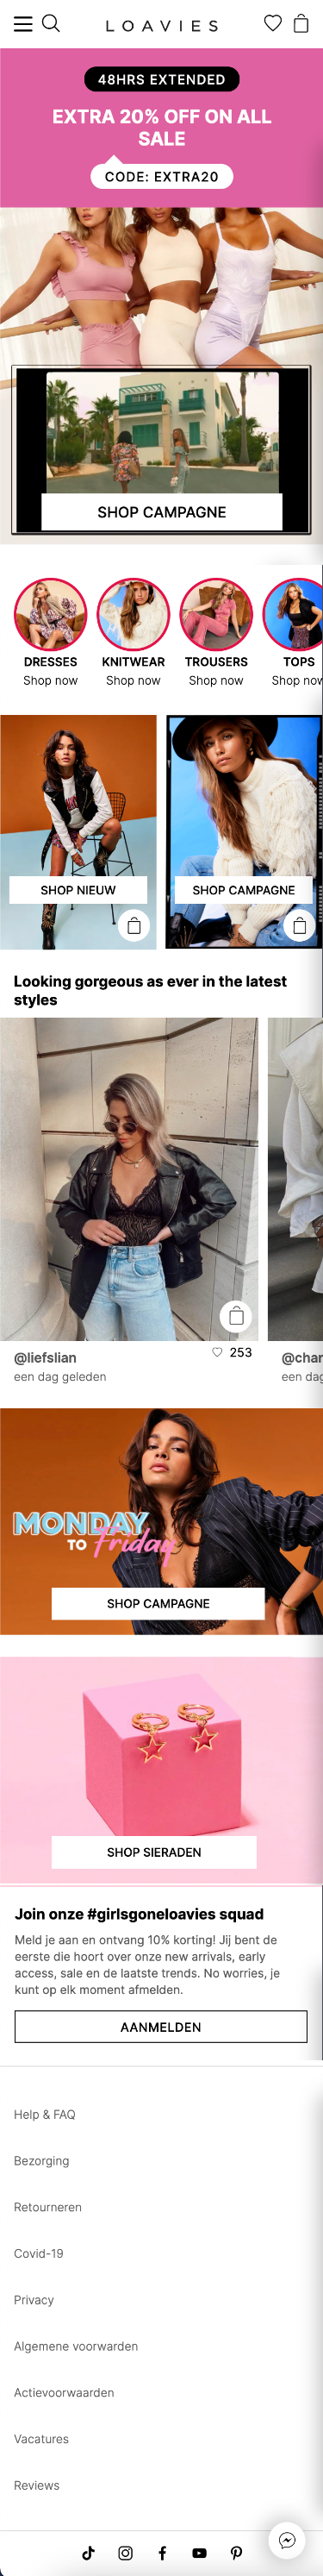 LOAVIES
48HRS EXTENDED
EXTRA 20% OFF ON ALL
SALE
CODE: EXTRA20
SHOP CAMPAGNE
DRESSES
Shop now
KNITWEAR
Shop now
TROUSERS
Shop now
TOPS
Shop now
SHOP NIEUW
SHOP CAMPAGNE
Looking gorgeous as ever in the latest
styles
@liefslian
253
een dag geleden
@char
een dag
MONDAY
TO Friday
SHOP CAMPAGNE
SHOP SIERADEN
Join onze #girlsgoneloavies squad
Meld je aan en ontvang 10% korting! Jij bent de
eerste die hoort over onze new arrivals, early
access, sale en de laatste trends. No worries, je
kunt op elk moment afmelden.
AANMELDEN
Help & FAQ
Bezorging
Retourneren
Covid-19
Privacy
Algemene voorwaarden
Actievoorwaarden
Vacatures
Reviews